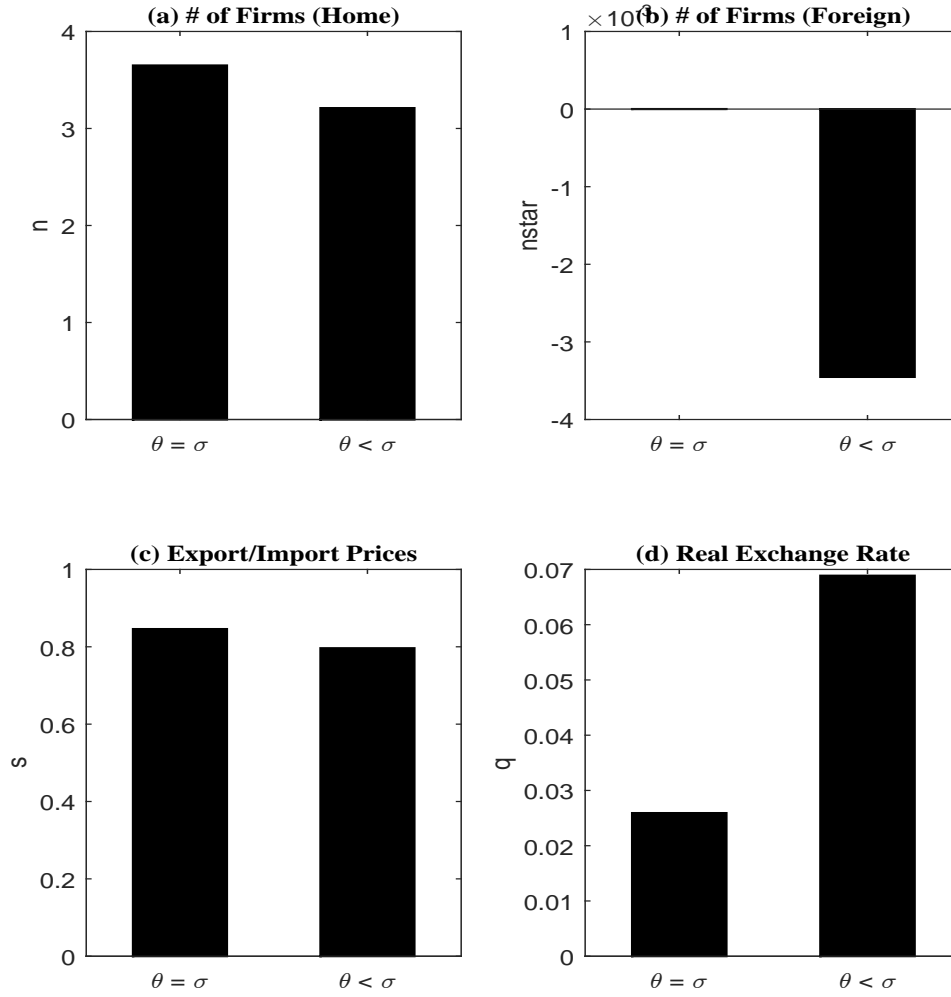 (a) # of Firms (Home)
4
3
2
1
0
n
θ = σ
θ < σ
(b) # of Firms (Foreign)
×10⁻³
1
0
-1
-2
-3
-4
nstar
θ = σ
θ < σ
(c) Export/Import Prices
1
0.8
0.6
0.4
0.2
0
s
θ = σ
θ < σ
(d) Real Exchange Rate
0.07
0.06
0.05
0.04
0.03
0.02
0.01
0
q
θ = σ
θ < σ